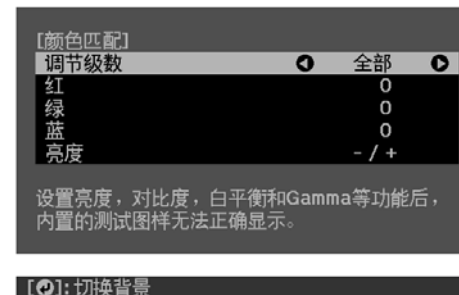 [颜色匹配]
调节级数 全部
红 0
绿 0
蓝 0
亮度 - / +
设置亮度，对比度，白平衡和Gamma等功能后，
内置的测试图样无法正确显示。
[ ]: 切换背景